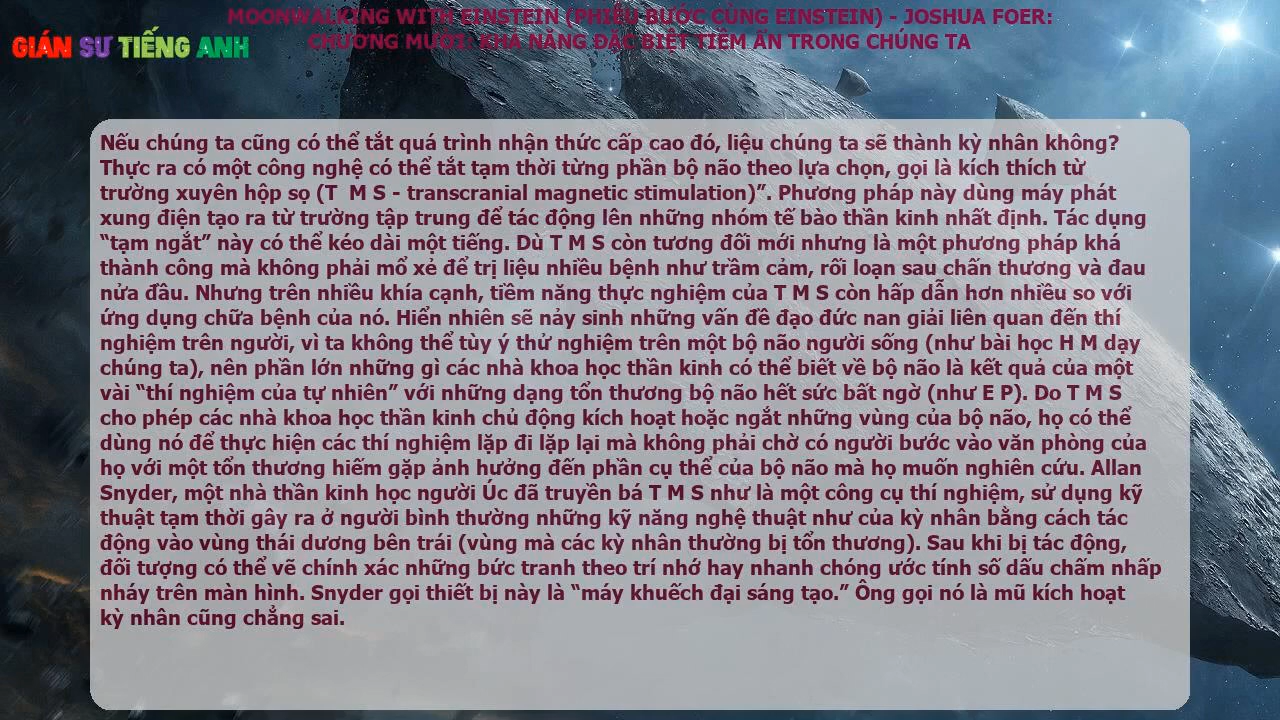 MOONWALKING WITH EINSTEIN (PHIÊU BƯỚC CÙNG EINSTEIN) - JOSHUA FOER:
CHƯƠNG MƯỜI: KHẢ NĂNG ĐẶC BIỆT TIỀM ẨN TRONG CHÚNG TA
GIÁN SƯ TIẾNG ANH
Nếu chúng ta cũng có thể tắt quá trình nhận thức cấp cao đó, liệu chúng ta sẽ thành kỳ nhân không?
Thực ra có một công nghệ có thể tắt tạm thời từng phần bộ não theo lựa chọn, gọi là kích thích từ
trường xuyên hộp sọ (T  M S - transcranial magnetic stimulation)”. Phương pháp này dùng máy phát
xung điện tạo ra từ trường tập trung để tác động lên những nhóm tế bào thần kinh nhất định. Tác dụng
“tạm ngắt” này có thể kéo dài một tiếng. Dù T M S còn tương đối mới nhưng là một phương pháp khá
thành công mà không phải mổ xẻ để trị liệu nhiều bệnh như trầm cảm, rối loạn sau chấn thương và đau
nửa đầu. Nhưng trên nhiều khía cạnh, tiềm năng thực nghiệm của T M S còn hấp dẫn hơn nhiều so với
ứng dụng chữa bệnh của nó. Hiển nhiên sẽ nảy sinh những vấn đề đạo đức nan giải liên quan đến thí
nghiệm trên người, vì ta không thể tùy ý thử nghiệm trên một bộ não người sống (như bài học H M dạy
chúng ta), nên phần lớn những gì các nhà khoa học thần kinh có thể biết về bộ não là kết quả của một
vài “thí nghiệm của tự nhiên” với những dạng tổn thương bộ não hết sức bất ngờ (như E P). Do T M S
cho phép các nhà khoa học thần kinh chủ động kích hoạt hoặc ngắt những vùng của bộ não, họ có thể
dùng nó để thực hiện các thí nghiệm lặp đi lặp lại mà không phải chờ có người bước vào văn phòng của
họ với một tổn thương hiếm gặp ảnh hưởng đến phần cụ thể của bộ não mà họ muốn nghiên cứu. Allan
Snyder, một nhà thần kinh học người Úc đã truyền bá T M S như là một công cụ thí nghiệm, sử dụng kỹ
thuật tạm thời gây ra ở người bình thường những kỹ năng nghệ thuật như của kỳ nhân bằng cách tác
động vào vùng thái dương bên trái (vùng mà các kỳ nhân thường bị tổn thương). Sau khi bị tác động,
đối tượng có thể vẽ chính xác những bức tranh theo trí nhớ hay nhanh chóng ước tính số dấu chấm nhấp
nháy trên màn hình. Snyder gọi thiết bị này là “máy khuếch đại sáng tạo.” Ông gọi nó là mũ kích hoạt
kỳ nhân cũng chẳng sai.